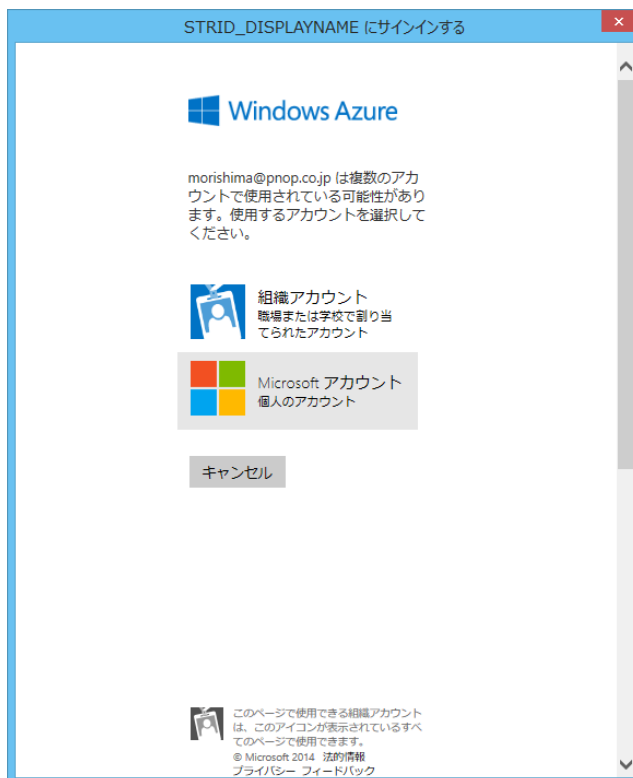 STRID_DISPLAYNAME にサインインする
Windows Azure
morishima@pnop.co.jp は複数のアカ
ウントで使用されている可能性があり
ます。使用するアカウントを選択して
ください。
組織アカウント
職場または学校で割り当
てられたアカウント
Microsoft アカウント
個人のアカウント
キャンセル
このページで使用できる組織アカウント
は、このアイコンが表示されているすべ
てのページで使用できます。
© Microsoft 2014 法的情報
プライバシー フィードバック